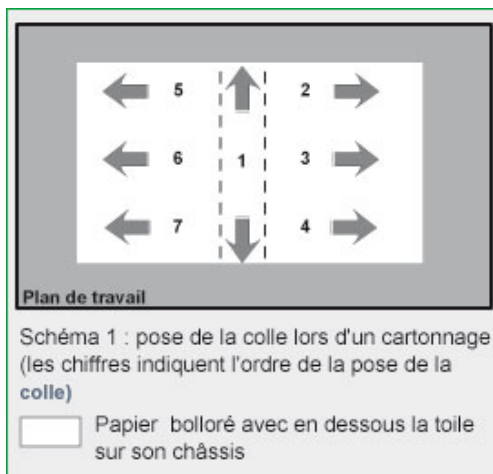 5 2
6 1 3
7 4
Plan de travail
Schéma 1 : pose de la colle lors d'un cartonnage
(les chiffres indiquent l'ordre de la pose de la
colle)
Papier bolloré avec en dessous la toile
sur son châssis